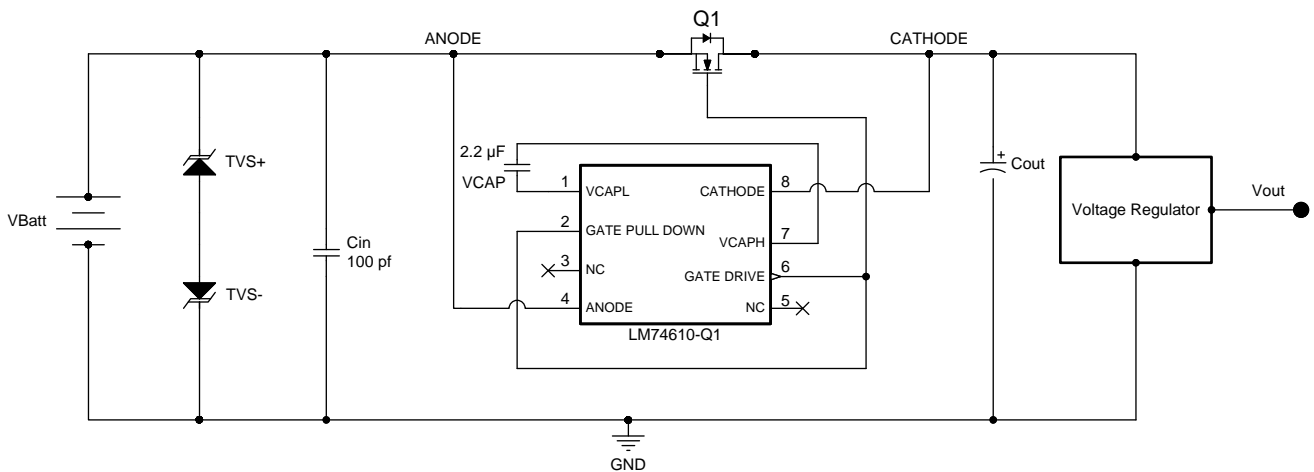 Q1
ANODE
CATHODE
TVS+
2.2 µF
VCAP
1
VCAPL
CATHODE
8
+
Cout
Vout
VBatt
2
GATE PULL DOWN
VCAPH
7
Voltage Regulator
Cin
100 pf
3
NC
GATE DRIVE
6
TVS-
4
ANODE
NC
5
LM74610-Q1
GND